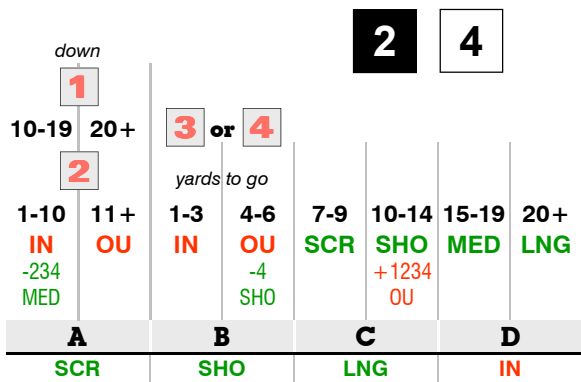 2 4
down
1
10-19 20+ 3 or 4
2 yards to go
1-10 11+ 1-3 4-6 7-9 10-14 15-19 20+
IN OU IN OU SCR SHO MED LNG
-234 -4 +1234
MED SHO OU
A B C D
SCR SHO LNG IN